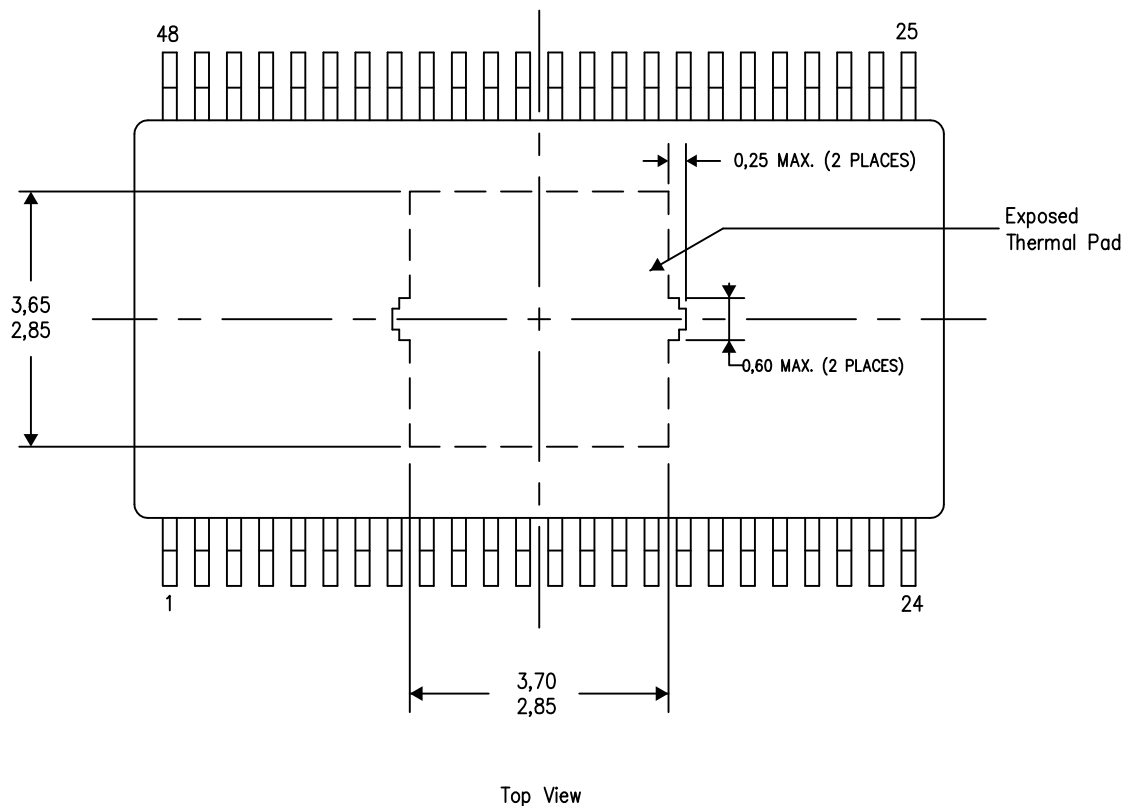 48
25
0,25 MAX. (2 PLACES)
Exposed
Thermal Pad
3,65
2,85
0,60 MAX. (2 PLACES)
1
24
3,70
2,85
Top View